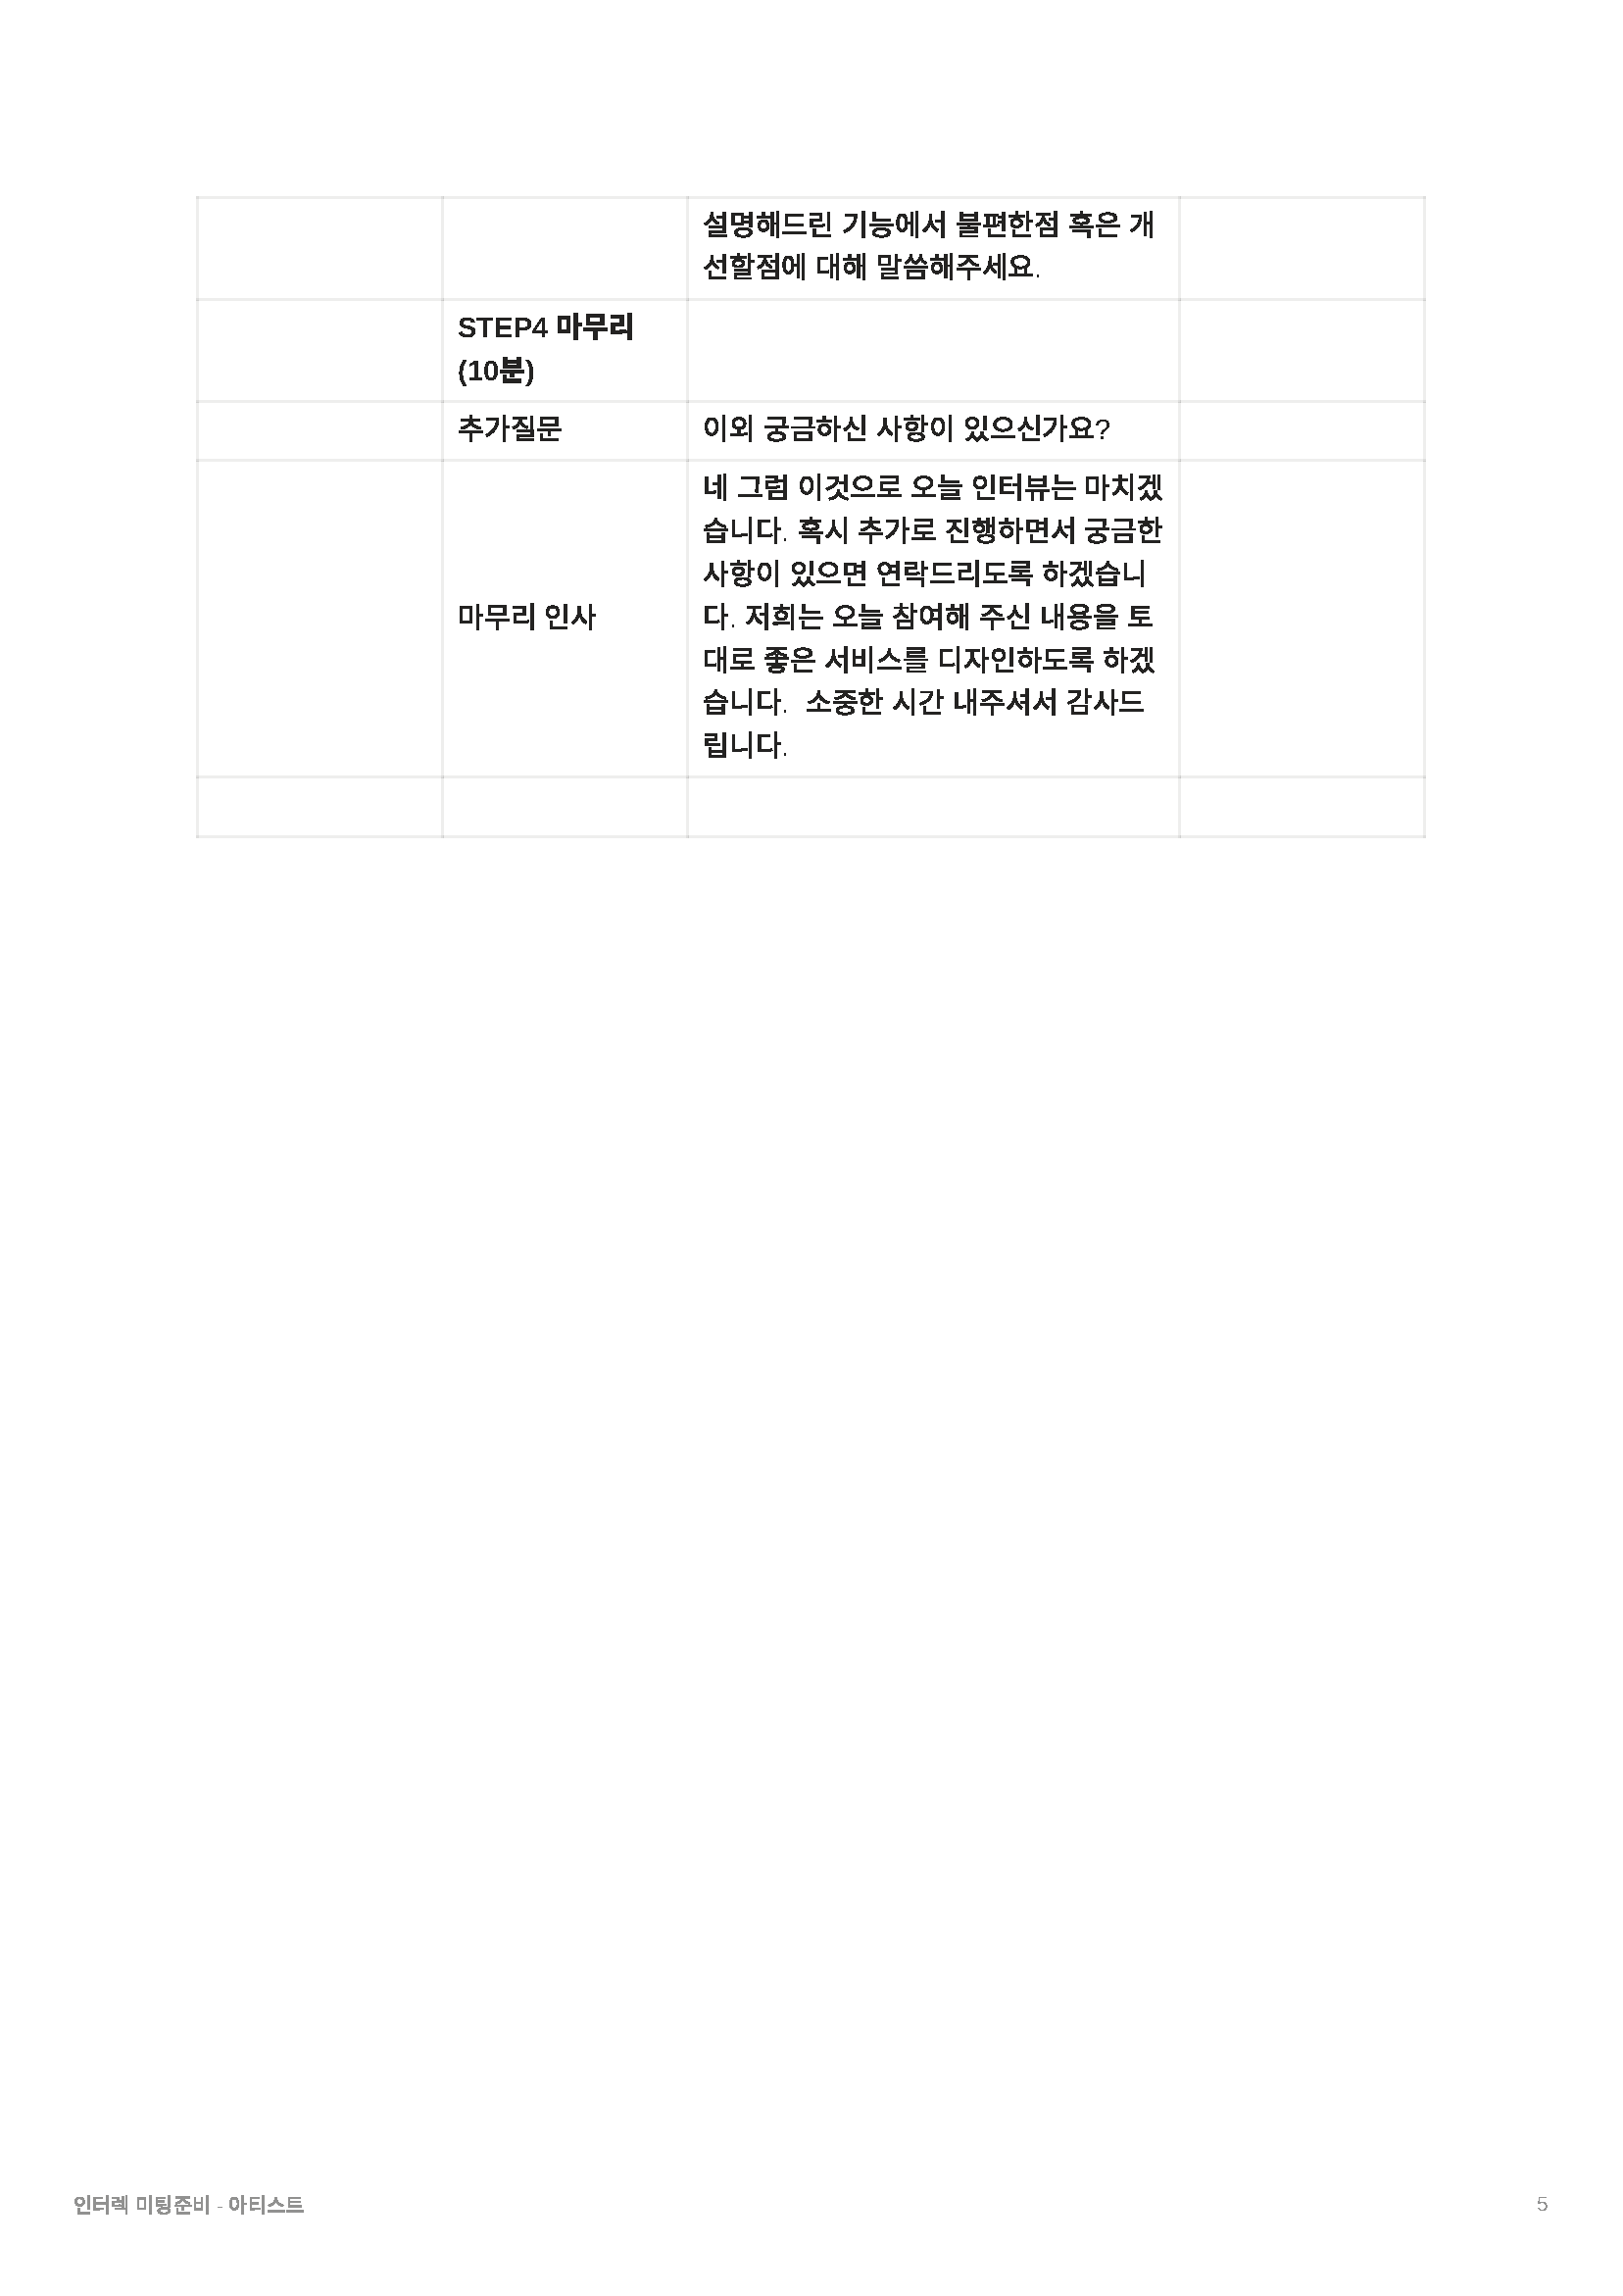 설명해드린 기능에서 불편한점 혹은 개
선할점에 대해 말씀해주세요.
STEP4 마무리
(10분)
추가질문
이외 궁금하신 사항이 있으신가요?
마무리 인사
네 그럼 이것으로 오늘 인터뷰는 마치겠
습니다. 혹시 추가로 진행하면서 궁금한
사항이 있으면 연락드리도록 하겠습니
다. 저희는 오늘 참여해 주신 내용을 토
대로 좋은 서비스를 디자인하도록 하겠
습니다.  소중한 시간 내주셔서 감사드
립니다.
인터렉 미팅준비 - 아티스트
5